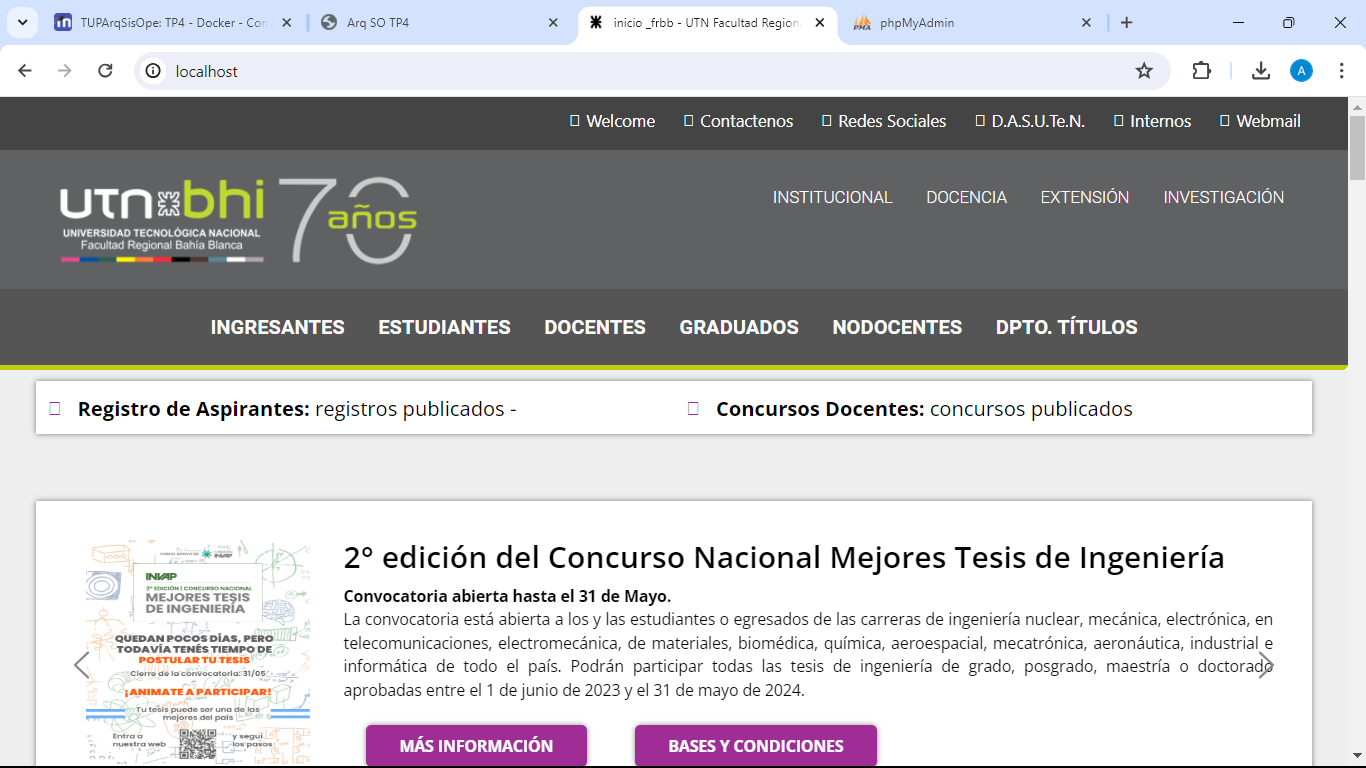 TUPArqSisOpe: TP4 - Docker - Con
Arq SO TP4
inicio _frbb - UTN Facultad Region
phpMyAdmin
localhost
A
Welcome Contactenos Redes Sociales D.A.S.U.Te.N. Internos Webmail
utn bhi 70 años
UNIVERSIDAD TECNOLÓGICA NACIONAL
Facultad Regional Bahía Blanca
INSTITUCIONAL DOCENCIA EXTENSIÓN INVESTIGACIÓN
INGRESANTES ESTUDIANTES DOCENTES GRADUADOS NODOCENTES DPTO. TÍTULOS
Registro de Aspirantes: registros publicados -
Concursos Docentes: concursos publicados
INVAP
2º EDICIÓN | CONCURSO NACIONAL
MEJORES TESIS
DE INGENIERÍA
QUEDAN POCOS DÍAS, PERO
TODAVÍA TENÉS TIEMPO DE
POSTULAR TU TESIS
Cierre de la convocatoria: 31/05
¡ANIMATE A PARTICIPAR!
Tu tesis puede ser una de las
mejores del país
Entra a
nuestra web
y seguí
los pasos
2° edición del Concurso Nacional Mejores Tesis de Ingeniería
Convocatoria abierta hasta el 31 de Mayo.
La convocatoria está abierta a los y las estudiantes o egresados de las carreras de ingeniería nuclear, mecánica, electrónica, en
telecomunicaciones, electromecánica, de materiales, biomédica, química, aeroespacial, mecatrónica, aeronáutica, industrial e
informática de todo el país. Podrán participar todas las tesis de ingeniería de grado, posgrado, maestría o doctorado
aprobadas entre el 1 de junio de 2023 y el 31 de mayo de 2024.
MÁS INFORMACIÓN
BASES Y CONDICIONES